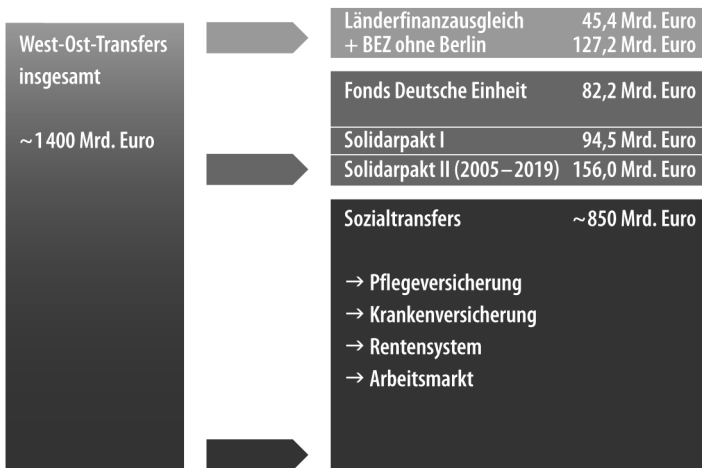 West-Ost-Transfers
insgesamt
~1 400 Mrd. Euro
Länderfinanzausgleich 45,4 Mrd. Euro
+ BEZ ohne Berlin 127,2 Mrd. Euro
Fonds Deutsche Einheit 82,2 Mrd. Euro
Solidarpakt I 94,5 Mrd. Euro
Solidarpakt II (2005–2019) 156,0 Mrd. Euro
Sozialtransfers ~850 Mrd. Euro
→ Pflegeversicherung
→ Krankenversicherung
→ Rentensystem
→ Arbeitsmarkt